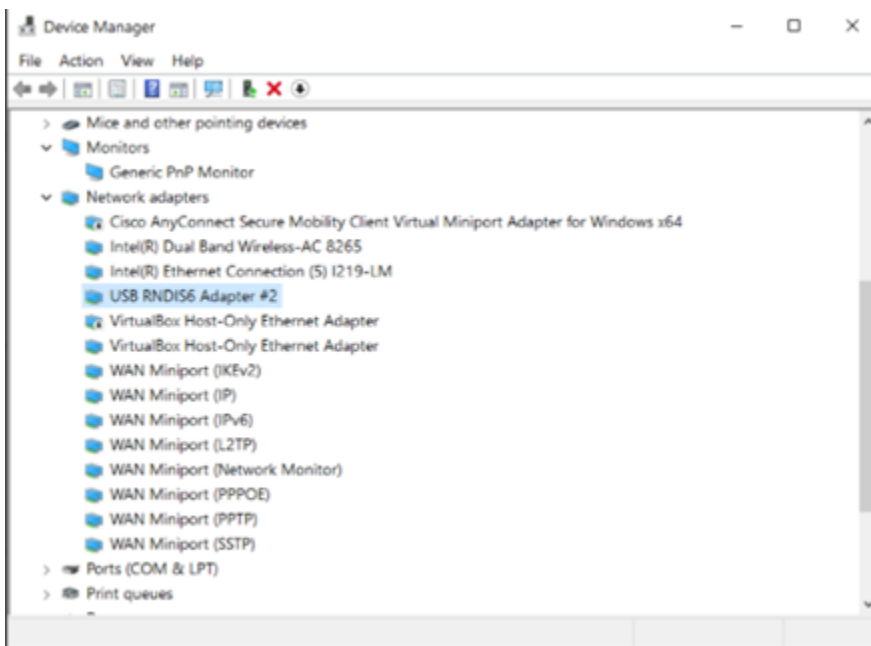 Device Manager
File Action View Help
Mice and other pointing devices
Monitors
Generic PnP Monitor
Network adapters
Cisco AnyConnect Secure Mobility Client Virtual Miniport Adapter for Windows x64
Intel(R) Dual Band Wireless-AC 8265
Intel(R) Ethernet Connection (5) I219-LM
USB RNDIS6 Adapter #2
VirtualBox Host-Only Ethernet Adapter
VirtualBox Host-Only Ethernet Adapter
WAN Miniport (IKEv2)
WAN Miniport (IP)
WAN Miniport (IPv6)
WAN Miniport (L2TP)
WAN Miniport (Network Monitor)
WAN Miniport (PPPOE)
WAN Miniport (PPTP)
WAN Miniport (SSTP)
Ports (COM & LPT)
Print queues